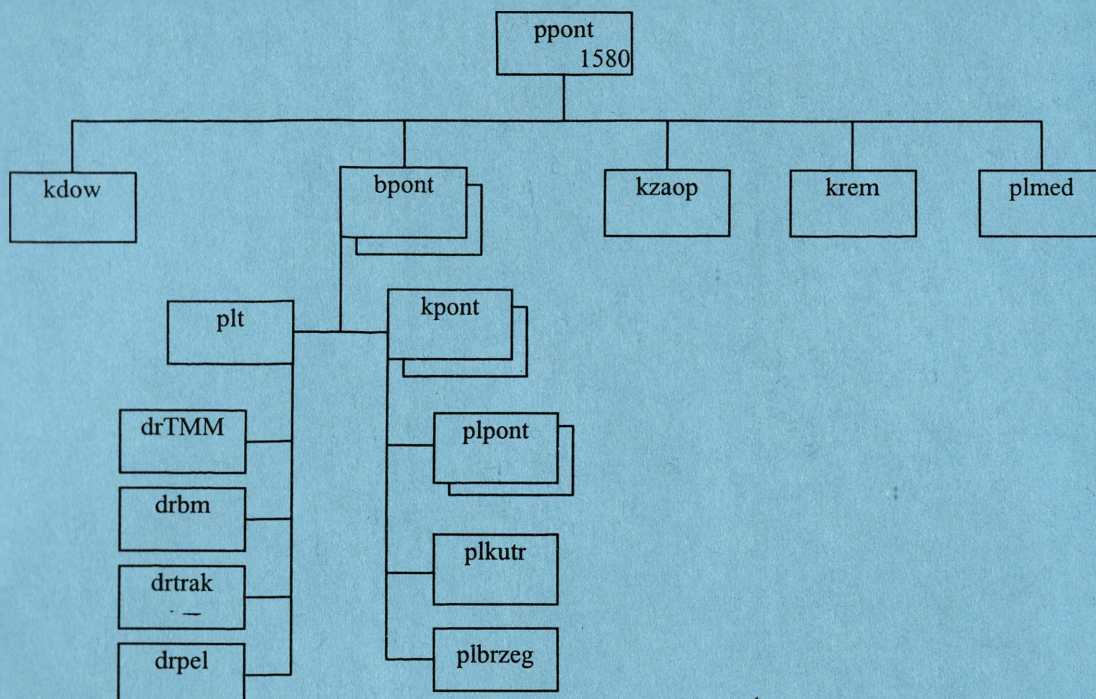 ppont
1580
kdow
bpont
kzaop
krem
plmed
plt
kpont
drTMM
plpont
drbm
plkutr
drtrak
plbrzeg
drpel